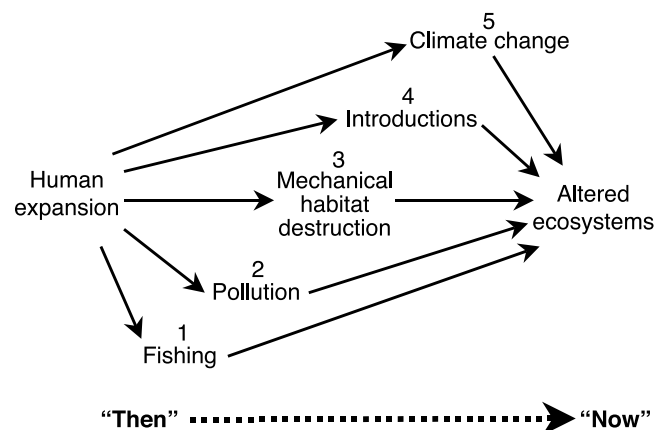 5
Climate change
4
Introductions
3
Mechanical
habitat
destruction
Human
expansion
Altered
ecosystems
2
Pollution
1
Fishing
“Then”
“Now”